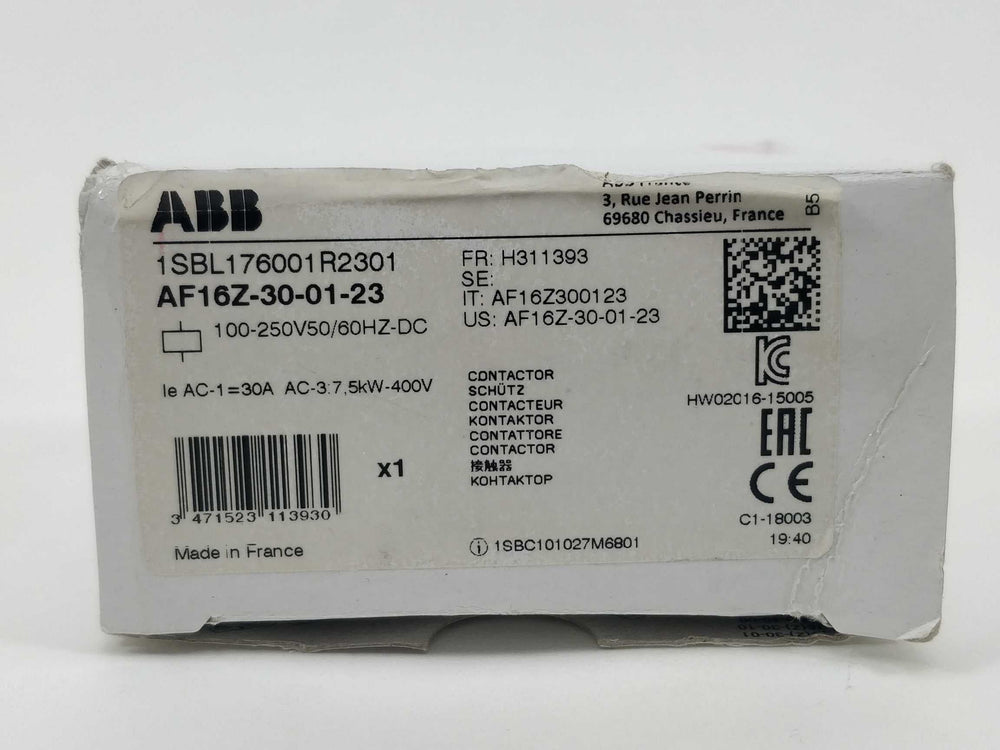 ABB
3, Rue Jean Perrin
69680 Chassieu, France
B5
1SBL176001R2301
AF16Z-30-01-23
100-250V50/60HZ-DC
Ie AC-1=30A AC-3:7,5kW-400V
FR: H311393
SE:
IT: AF16Z300123
US: AF16Z-30-01-23
CONTACTOR
SCHÜTZ
CONTACTEUR
KONTAKTOR
CONTATTORE
CONTACTOR
接触器
КОНТАКТОР
x1
3 471523 113930
Made in France
1SBC101027M6801
HW02016-15005
EAC
CE
C1-18003
19:40